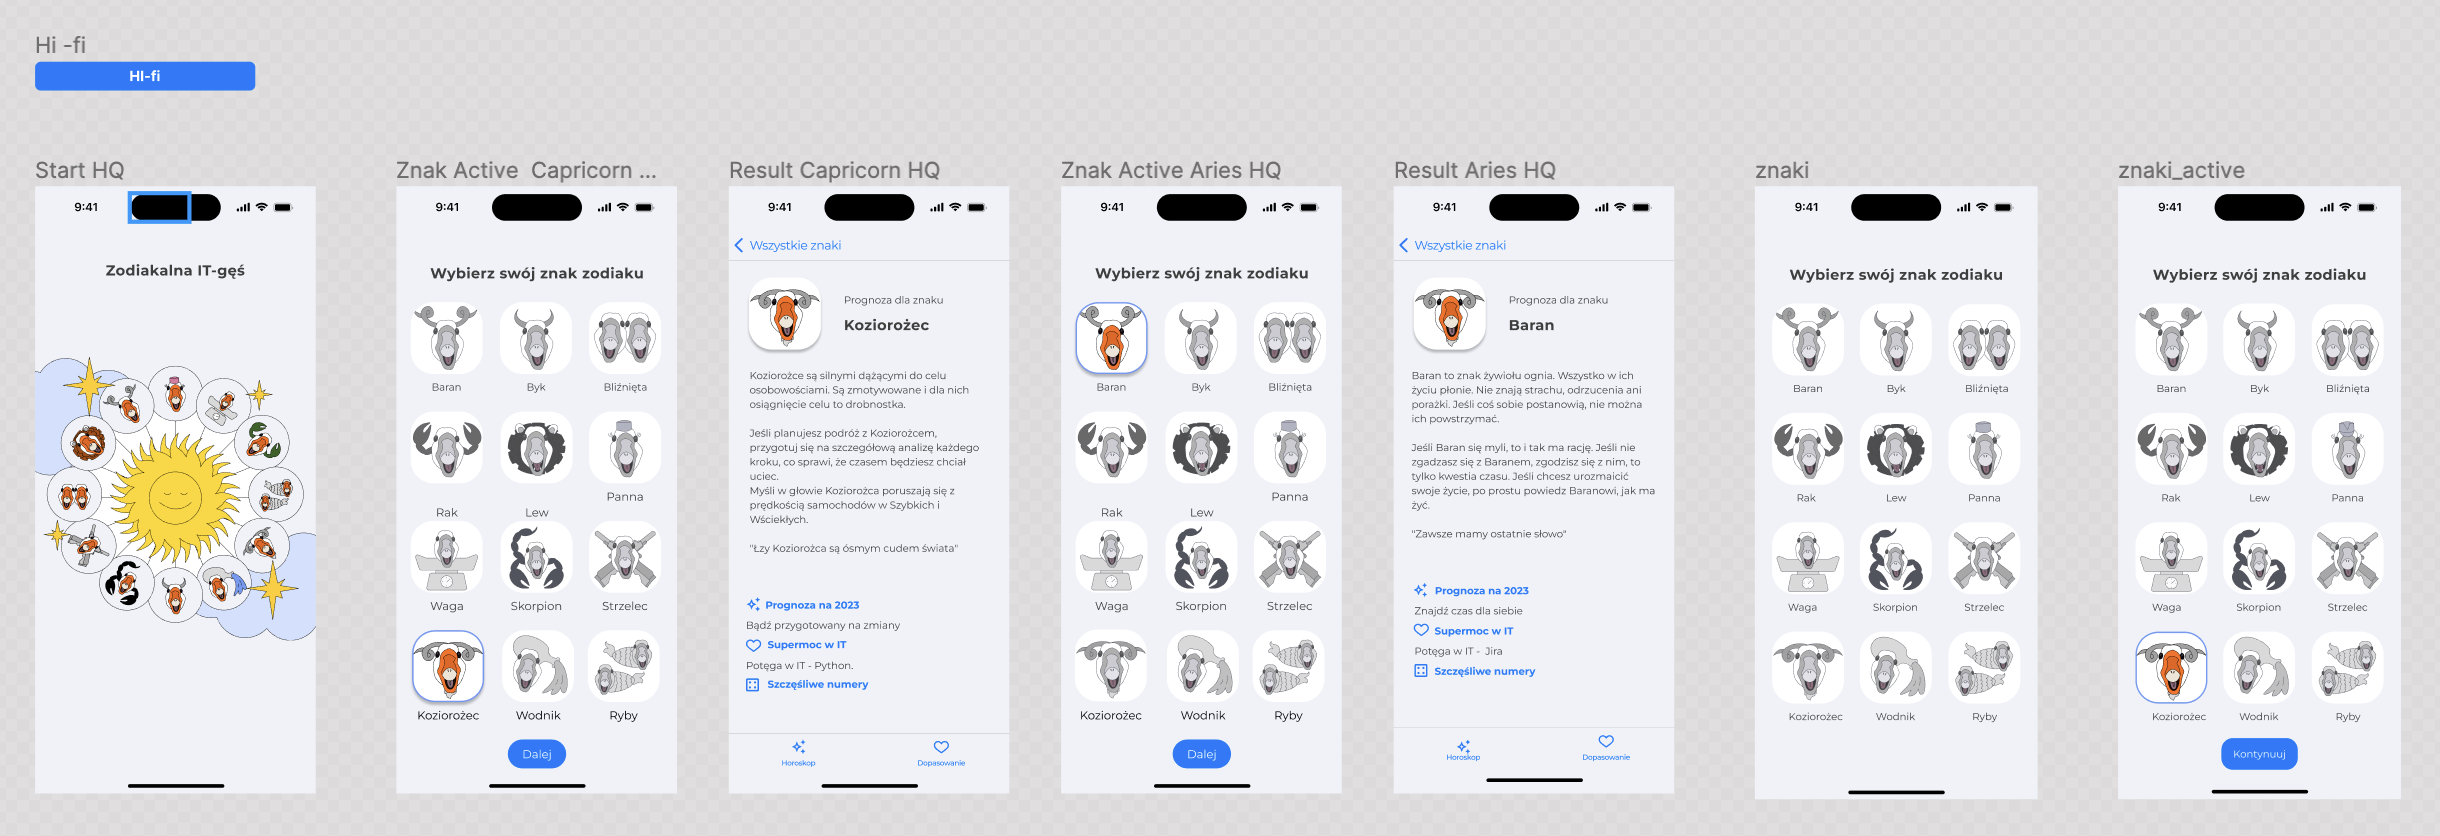 Hi -fi
HI-fi
Start HQ
9:41
Zodiakalna IT-gęś
Znak Active Capricorn ...
9:41
Wybierz swój znak zodiaku
Baran
Byk
Bliźnięta
Panna
Rak
Lew
Waga
Skorpion
Strzelec
Koziorożec
Wodnik
Ryby
Dalej
Result Capricorn HQ
9:41
Wszystkie znaki
Prognoza dla znaku
Koziorożec
Koziorożce są silnymi dążącymi do celu
osobowościami. Są zmotywowane i dla nich
osiągnięcie celu to drobnostka.
Jeśli planujesz podróż z Koziorożcem,
przygotuj się na szczegółową analizę każdego
kroku, co sprawi, że czasem będziesz chciał
uciec.
Myśli w głowie Koziorożca poruszają się z
prędkością samochodów w Szybkich i
Wściekłych.
"Łzy Koziorożca są ósmym cudem świata"
Prognoza na 2023
Bądź przygotowany na zmiany
Supermoc w IT
Potęga w IT - Python.
Szczęśliwe numery
Horoskop
Dopasowanie
Znak Active Aries HQ
9:41
Wybierz swój znak zodiaku
Baran
Byk
Bliźnięta
Panna
Rak
Lew
Waga
Skorpion
Strzelec
Koziorożec
Wodnik
Ryby
Dalej
Result Aries HQ
9:41
Wszystkie znaki
Prognoza dla znaku
Baran
Baran to znak żywiołu ognia. Wszystko w ich
życiu płonie. Nie znają strachu, odrzucenia ani
porażki. Jeśli coś sobie postanowią, nie można
ich powstrzymać.
Jeśli Baran się myli, to i tak ma rację. Jeśli nie
zgadzasz się z Baranem, zgodzisz się z nim, to
tylko kwestia czasu. Jeśli chcesz urozmaicić
swoje życie, po prostu powiedz Baranowi, jak ma
żyć.
"Zawsze mamy ostatnie słowo"
Prognoza na 2023
Znajdź czas dla siebie
Supermoc w IT
Potęga w IT - Jira
Szczęśliwe numery
Horoskop
Dopasowanie
znaki
9:41
Wybierz swój znak zodiaku
Baran
Byk
Bliźnięta
Rak
Lew
Panna
Waga
Skorpion
Strzelec
Koziorożec
Wodnik
Ryby
znaki_active
9:41
Wybierz swój znak zodiaku
Baran
Byk
Bliźnięta
Rak
Lew
Panna
Waga
Skorpion
Strzelec
Koziorożec
Wodnik
Ryby
Kontynuuj